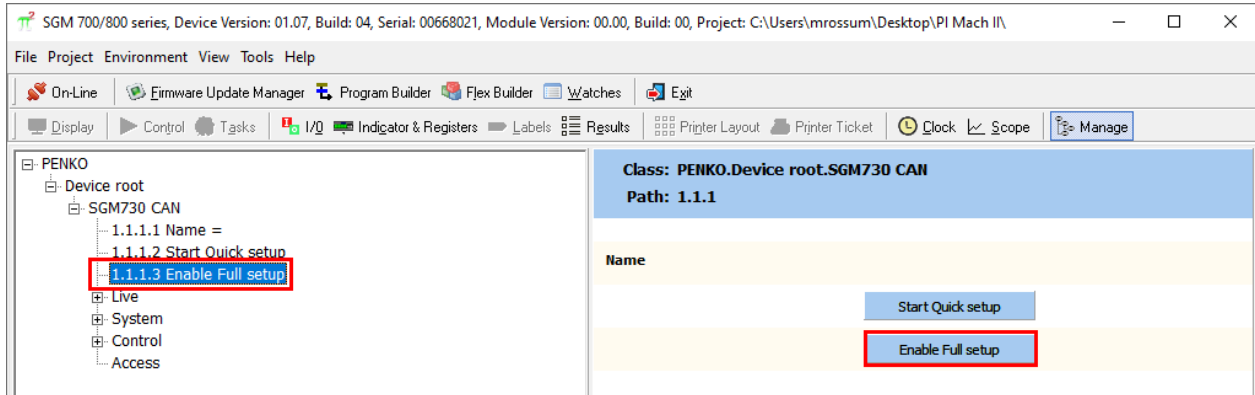 SGM 700/800 series, Device Version: 01.07, Build: 04, Serial: 00668021, Module Version: 00.00, Build: 00, Project: C:\Users\mrossum\Desktop\PI Mach II\
File Project Environment View Tools Help
On-Line Firmware Update Manager Program Builder Flex Builder Watches Exit
Display Control Tasks I/O Indicator & Registers Labels Results Printer Layout Printer Ticket Clock Scope Manage
PENKO
Device root
SGM730 CAN
1.1.1.1 Name =
1.1.1.2 Start Quick setup
1.1.1.3 Enable Full setup
Live
System
Control
Access
Class: PENKO.Device root.SGM730 CAN
Path: 1.1.1
Name
Start Quick setup
Enable Full setup